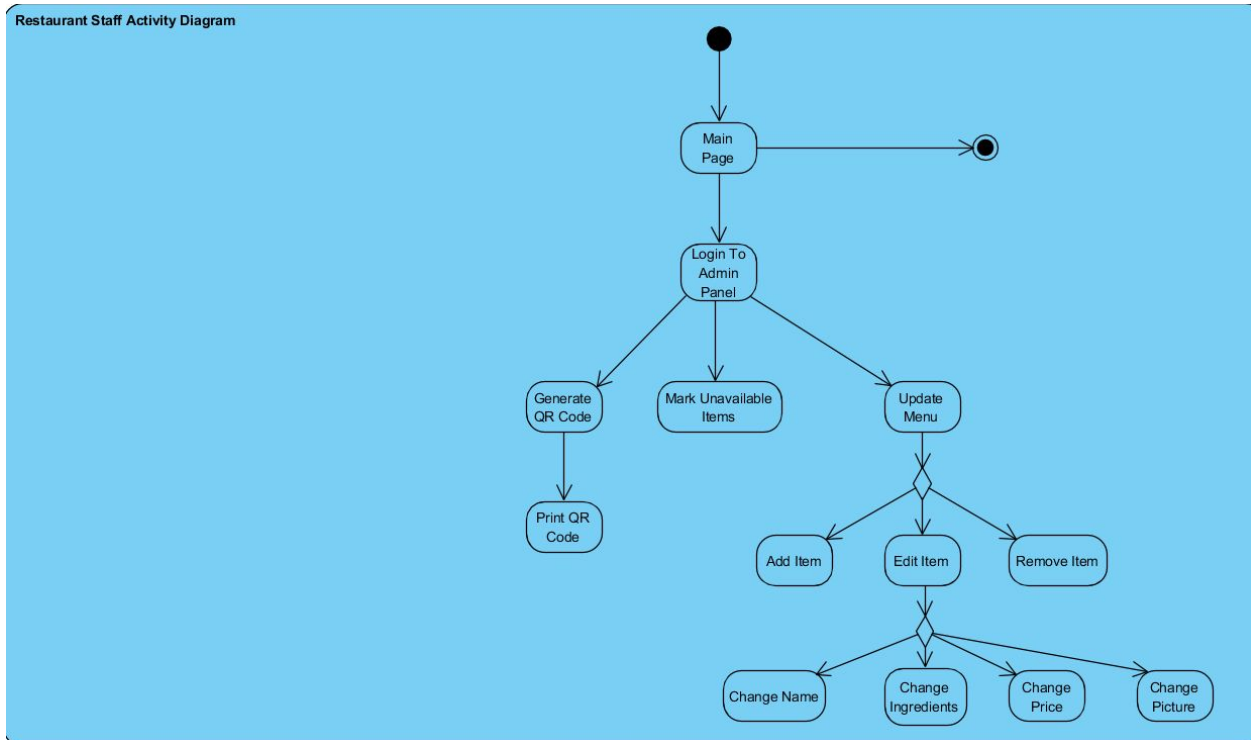 Restaurant Staff Activity Diagram
Main
Page
Login To
Admin
Panel
Generate
QR Code
Mark Unavailable
Items
Update
Menu
Print QR
Code
Add Item
Edit Item
Remove Item
Change Name
Change
Ingredients
Change
Price
Change
Picture